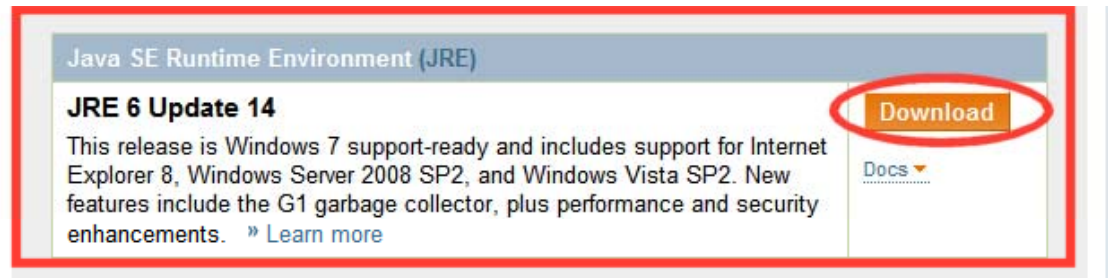 Java SE Runtime Environment (JRE)
JRE 6 Update 14
Download
This release is Windows 7 support-ready and includes support for Internet
Explorer 8, Windows Server 2008 SP2, and Windows Vista SP2. New
features include the G1 garbage collector, plus performance and security
enhancements. » Learn more
Docs